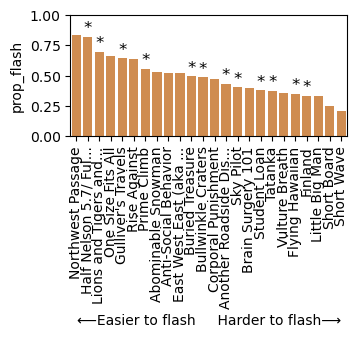 1.00
0.75
0.50
0.25
0.00
prop_flash
* * * * * * * * * * * * *
Northwest Passage
Half Nelson 5.7/ Ful...
Lions and Tigers and...
One Size Fits All
Gulliver's Travels
Rise Against
Prime Climb
Abominable Snowman
Anti-Social Behavior
East West East (aka ...
Buried Treasure
Bullwinkle Craters
Corporal Punishment
Another Roadside Dis...
Sky Pilot
Brain Surgery 101
Student Loan
Tatanka
Vulture Breath
Flying Hawaiian
Finland
Little Big Man
Short Board
Short Wave
⟵Easier to flash Harder to flash⟶